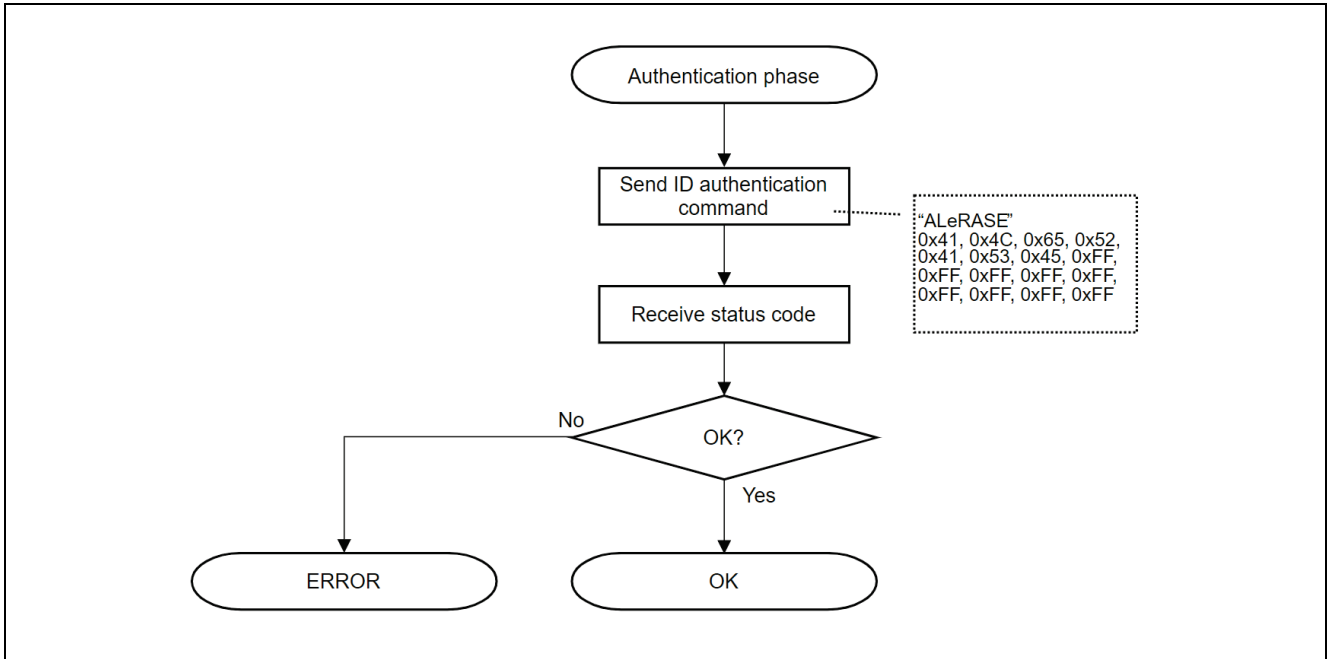 Authentication phase
Send ID authentication
command
“ALeRASE”
0x41, 0x4C, 0x65, 0x52,
0x41, 0x53, 0x45, 0xFF,
0xFF, 0xFF, 0xFF, 0xFF,
0xFF, 0xFF, 0xFF, 0xFF
Receive status code
No
OK?
Yes
ERROR
OK